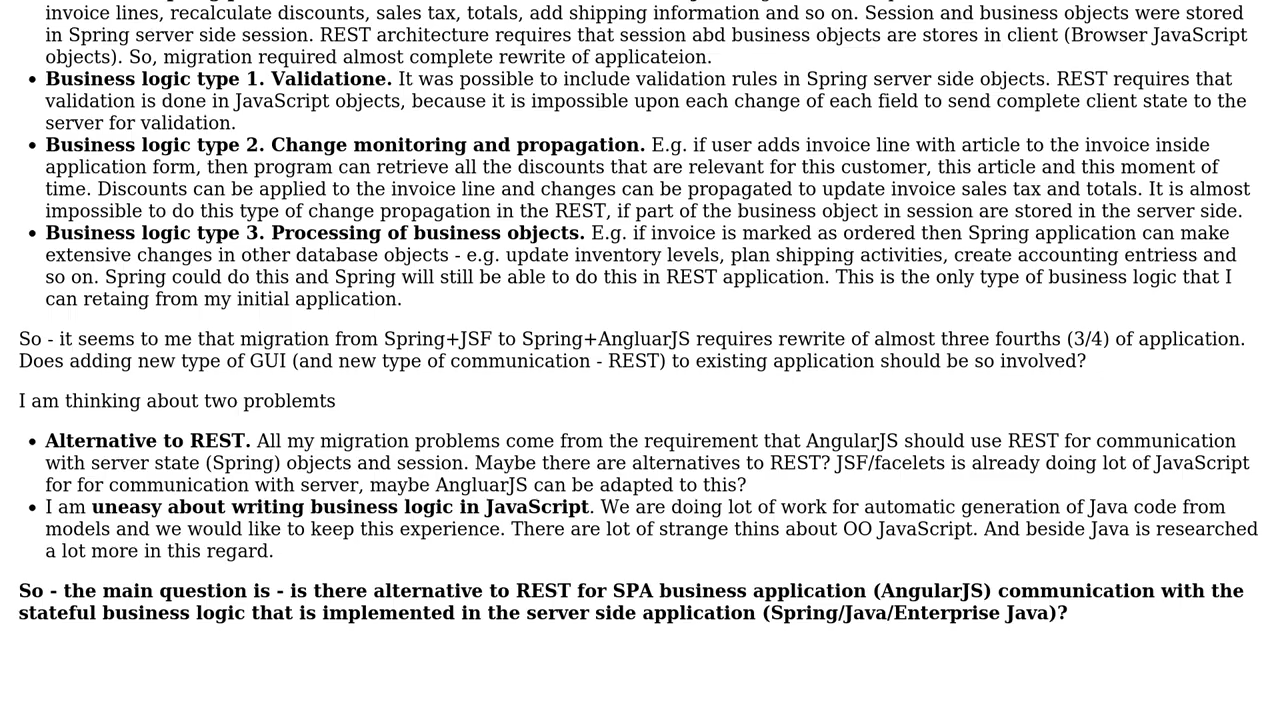 invoice lines, recalculate discounts, sales tax, totals, add shipping information and so on. Session and business objects were stored
in Spring server side session. REST architecture requires that session abd business objects are stores in client (Browser JavaScript
objects). So, migration required almost complete rewrite of applicateion.
• Business logic type 1. Validatione. It was possible to include validation rules in Spring server side objects. REST requires that
validation is done in JavaScript objects, because it is impossible upon each change of each field to send complete client state to the
server for validation.
• Business logic type 2. Change monitoring and propagation. E.g. if user adds invoice line with article to the invoice inside
application form, then program can retrieve all the discounts that are relevant for this customer, this article and this moment of
time. Discounts can be applied to the invoice line and changes can be propagated to update invoice sales tax and totals. It is almost
impossible to do this type of change propagation in the REST, if part of the business object in session are stored in the server side.
• Business logic type 3. Processing of business objects. E.g. if invoice is marked as ordered then Spring application can make
extensive changes in other database objects - e.g. update inventory levels, plan shipping activities, create accounting entriess and
so on. Spring could do this and Spring will still be able to do this in REST application. This is the only type of business logic that I
can retaing from my initial application.
So - it seems to me that migration from Spring+JSF to Spring+AngluarJS requires rewrite of almost three fourths (3/4) of application.
Does adding new type of GUI (and new type of communication - REST) to existing application should be so involved?
I am thinking about two problemts
• Alternative to REST. All my migration problems come from the requirement that AngularJS should use REST for communication
with server state (Spring) objects and session. Maybe there are alternatives to REST? JSF/facelets is already doing lot of JavaScript
for for communication with server, maybe AngluarJS can be adapted to this?
• I am uneasy about writing business logic in JavaScript. We are doing lot of work for automatic generation of Java code from
models and we would like to keep this experience. There are lot of strange thins about OO JavaScript. And beside Java is researched
a lot more in this regard.
So - the main question is - is there alternative to REST for SPA business application (AngularJS) communication with the
stateful business logic that is implemented in the server side application (Spring/Java/Enterprise Java)?